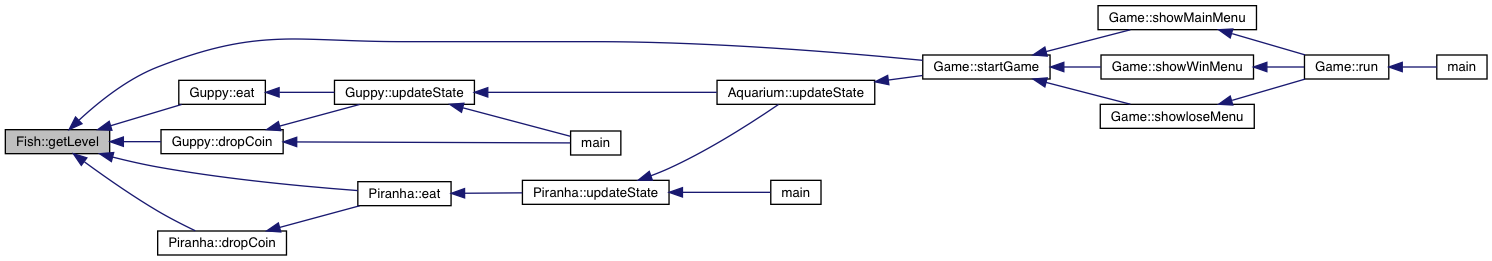 Game::showMainMenu
Game::startGame
Game::showWinMenu
Game::run
main
Guppy::eat
Guppy::updateState
Aquarium::updateState
Game::showloseMenu
Fish::getLevel
Guppy::dropCoin
main
Piranha::eat
Piranha::updateState
main
Piranha::dropCoin